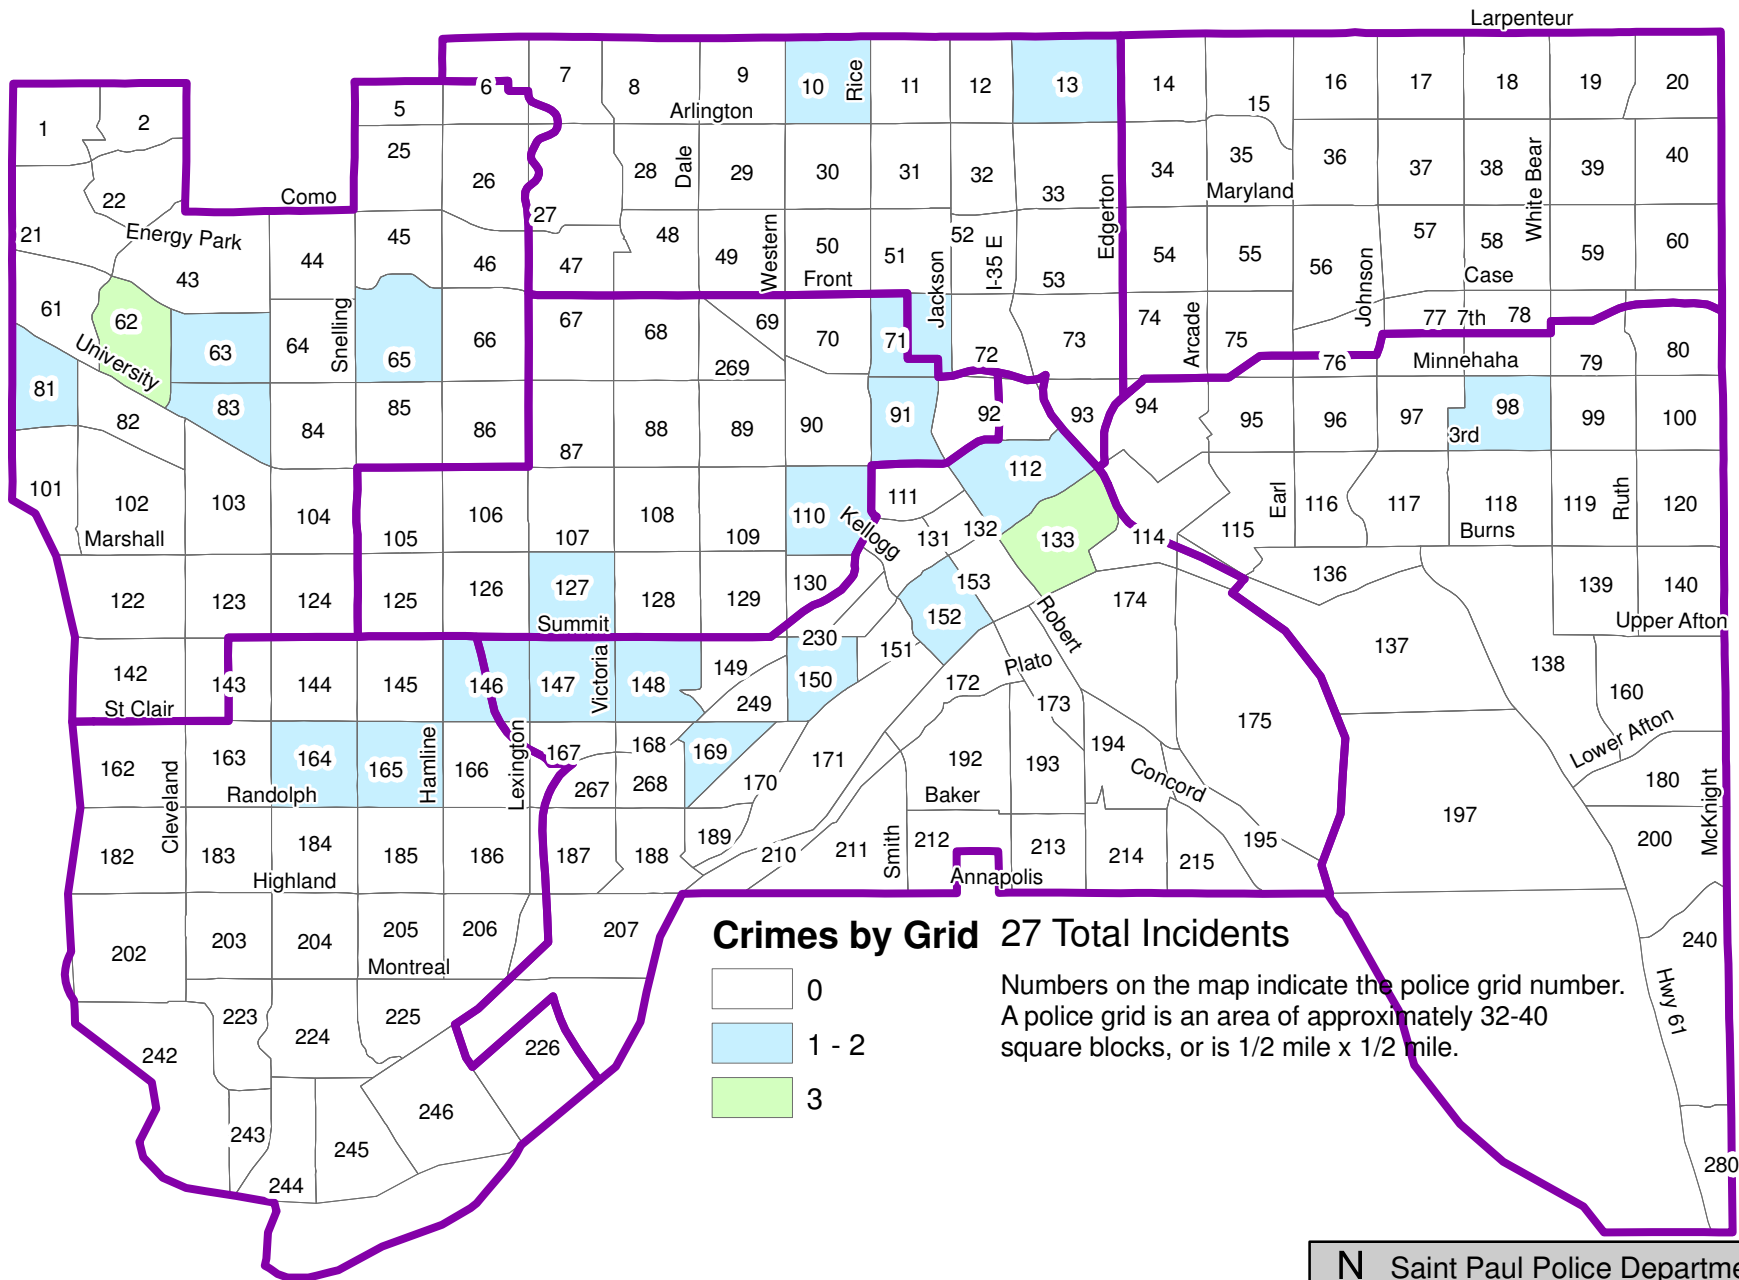 Larpenteur
1 2 5 6 7 8 9 10 Rice 11 12 13 14 15 16 17 18 19 20
Arlington
25 26 28 Dale 29 30 31 32 33 34 35 36 37 38 White Bear 39 40
Maryland
22 Como 27
21 Energy Park 43 44 45 46 47 48 49 Western 50 51 52 I-35 E 53 Edgerton 54 55 56 57 58 59 60
Front Jackson Johnson Case
61 62 63 64 Snelling 65 66 67 68 69 70 71 72 73 74 Arcade 75 76 77 7th 78 79 80
University 269 Minnehaha
81 82 83 84 85 86 87 88 89 90 91 92 93 94 95 96 97 98 99 100
3rd
101 102 103 104 105 106 107 108 109 110 Kellogg 111 112 131 132 133 114 115 Earl 116 117 118 119 Ruth 120
Marshall Burns
122 123 124 125 126 127 128 129 130 153 152 174 136 139 140
Summit Robert Upper Afton
142 143 144 145 146 147 Victoria 148 149 230 150 151 172 Plato 173 137 138 160
St Clair 249 175 Lower Afton
162 Cleveland 163 164 165 Hamline 166 Lexington 167 168 169 170 171 192 193 194 Concord 180 McKnight
Randolph 267 268 Baker
182 183 184 185 186 187 188 189 210 211 Smith 212 213 214 215 195 197 200
Highland Annapolis
202 203 204 205 206 207 240
Montreal Hwy 61
223 224 225 226
242 243 244 245 246 280
Crimes by Grid 27 Total Incidents
0
1 - 2
3
Numbers on the map indicate the police grid number.
A police grid is an area of approximately 32-40
square blocks, or is 1/2 mile x 1/2 mile.
N Saint Paul Police Departme